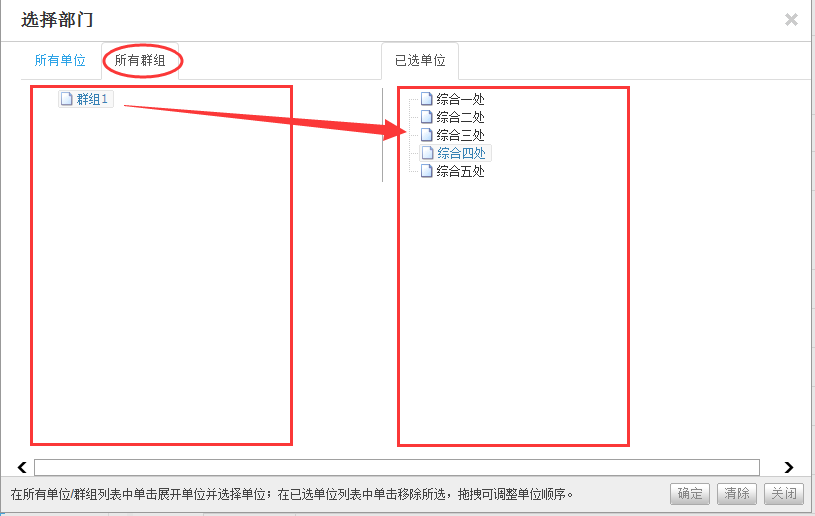 选择部门
所有单位 所有群组 已选单位
群组1
综合一处
综合二处
综合三处
综合四处
综合五处
在所有单位/群组列表中单击展开单位并选择单位；在已选单位列表中单击移除所选，拖拽可调整单位顺序。
确定 清除 关闭